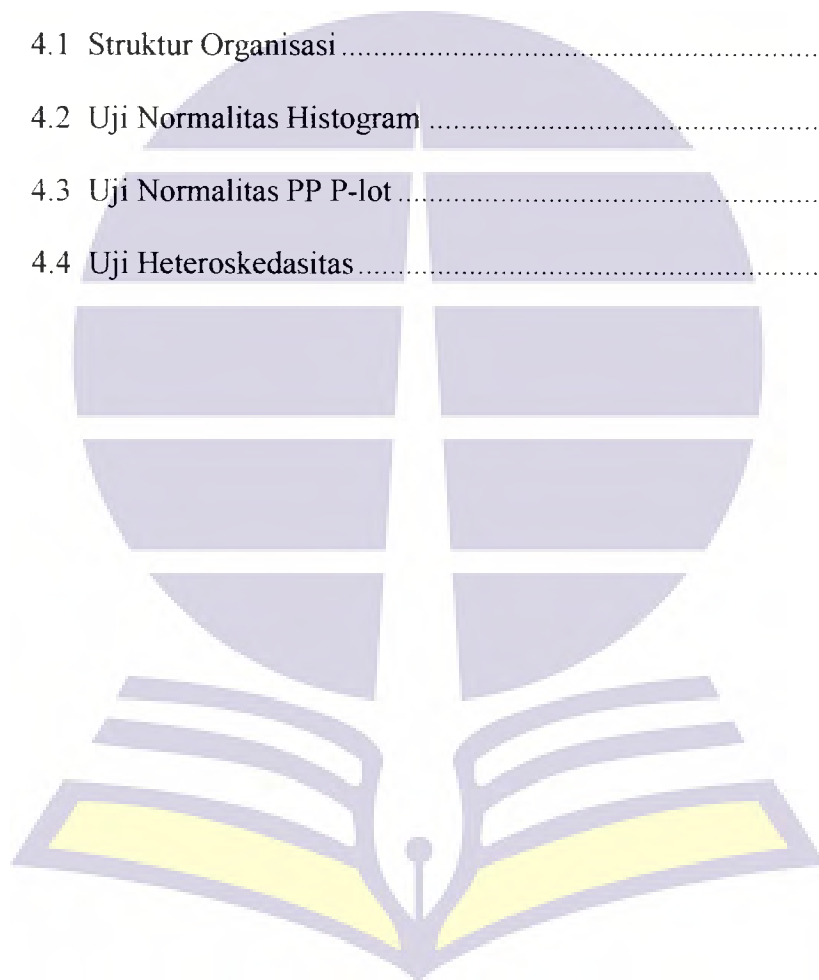 4.1 Struktur Organisasi ................................................................
4.2 Uji Normalitas Histogram ....................................................
4.3 Uji Normalitas PP P-lot ........................................................
4.4 Uji Heteroskedasitas .............................................................